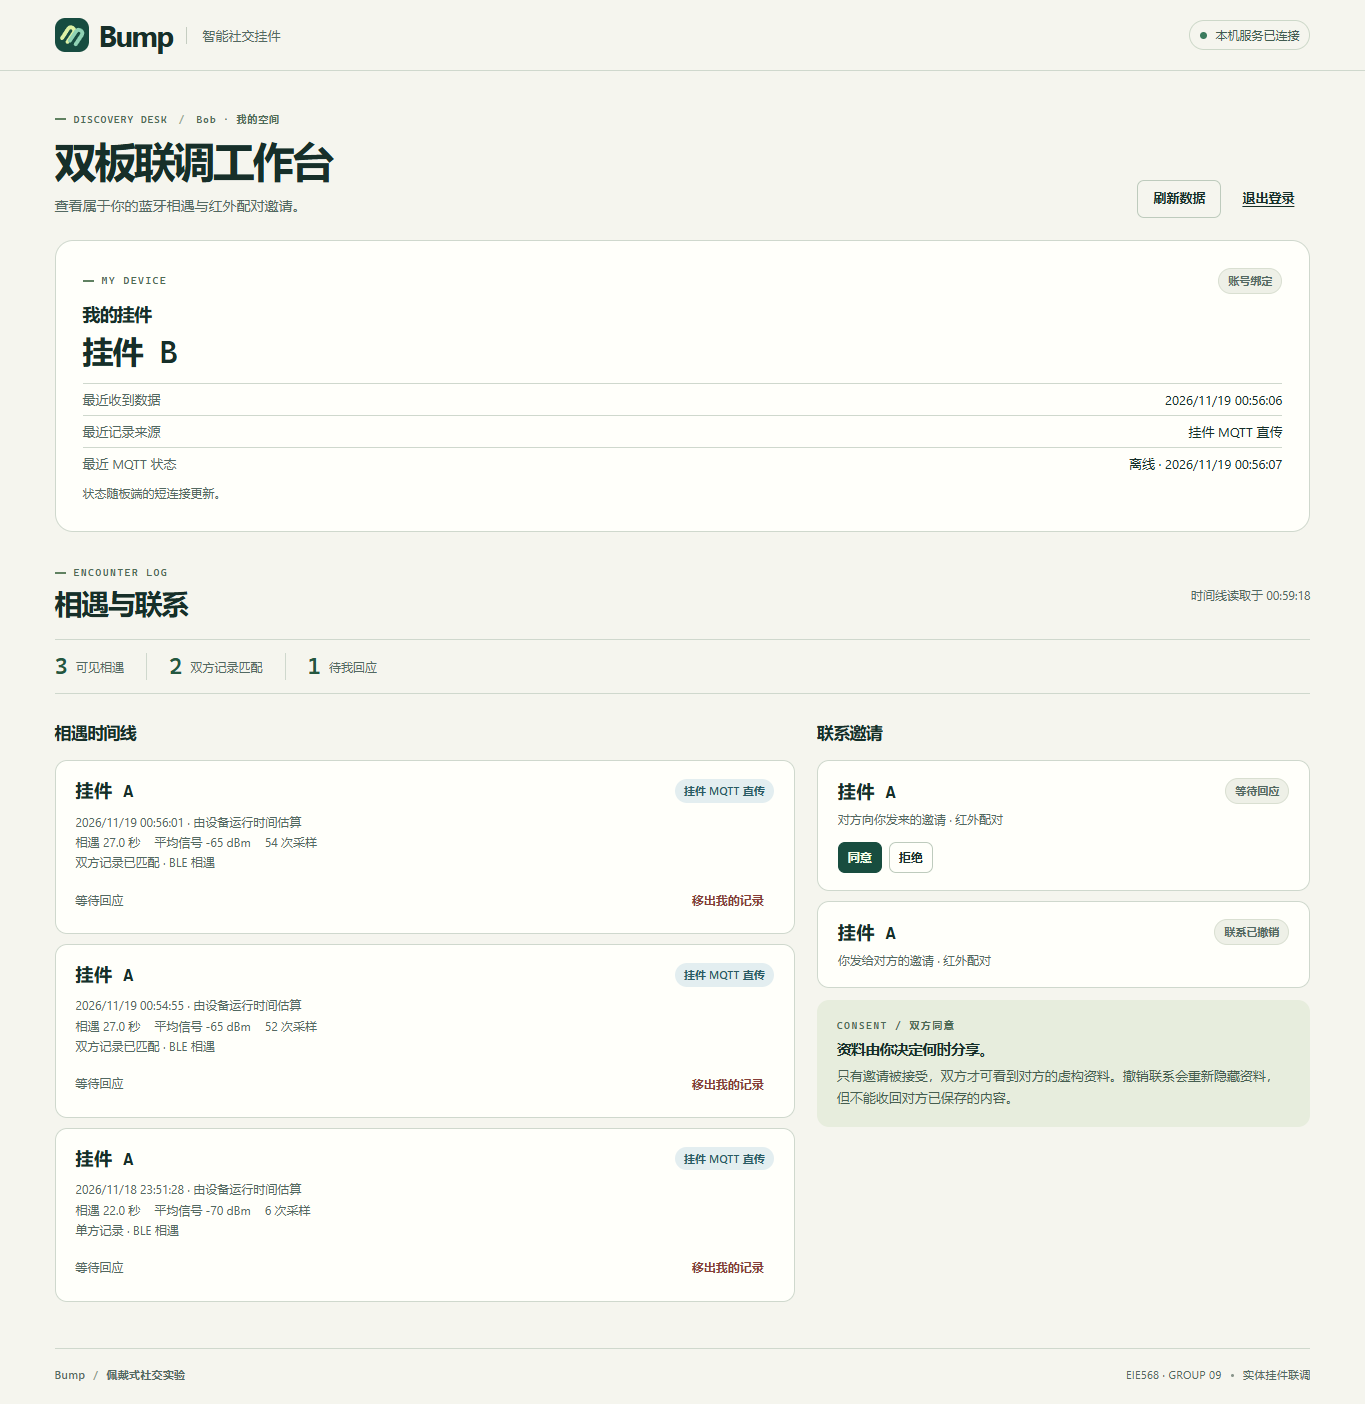 Bump 智能社交挂件
本机服务已连接
DISCOVERY DESK / Bob · 我的空间
双板联调工作台
查看属于你的蓝牙相遇与红外配对邀请。
刷新数据 退出登录
MY DEVICE
账号绑定
我的挂件
挂件 B
最近收到数据 2026/11/19 00:56:06
最近记录来源 挂件 MQTT 直传
最近 MQTT 状态 离线 · 2026/11/19 00:56:07
状态随板端的短连接更新。
ENCOUNTER LOG
相遇与联系
时间线读取于 00:59:18
3 可见相遇 2 双方记录匹配 1 待我回应
相遇时间线
挂件 A 挂件 MQTT 直传
2026/11/19 00:56:01 · 由设备运行时间估算
相遇 27.0 秒 平均信号 -65 dBm 54 次采样
双方记录已匹配 · BLE 相遇
等待回应 移出我的记录
挂件 A 挂件 MQTT 直传
2026/11/19 00:54:55 · 由设备运行时间估算
相遇 27.0 秒 平均信号 -65 dBm 52 次采样
双方记录已匹配 · BLE 相遇
等待回应 移出我的记录
挂件 A 挂件 MQTT 直传
2026/11/18 23:51:28 · 由设备运行时间估算
相遇 22.0 秒 平均信号 -70 dBm 6 次采样
单方记录 · BLE 相遇
等待回应 移出我的记录
联系邀请
挂件 A 等待回应
对方向你发来的邀请 · 红外配对
同意 拒绝
挂件 A 联系已撤销
你发给对方的邀请 · 红外配对
CONSENT / 双方同意
资料由你决定何时分享。
只有邀请被接受，双方才可看到对方的虚构资料。撤销联系会重新隐藏资料，
但不能收回对方已保存的内容。
Bump / 佩戴式社交实验
EIE568 · GROUP 09 • 实体挂件联调